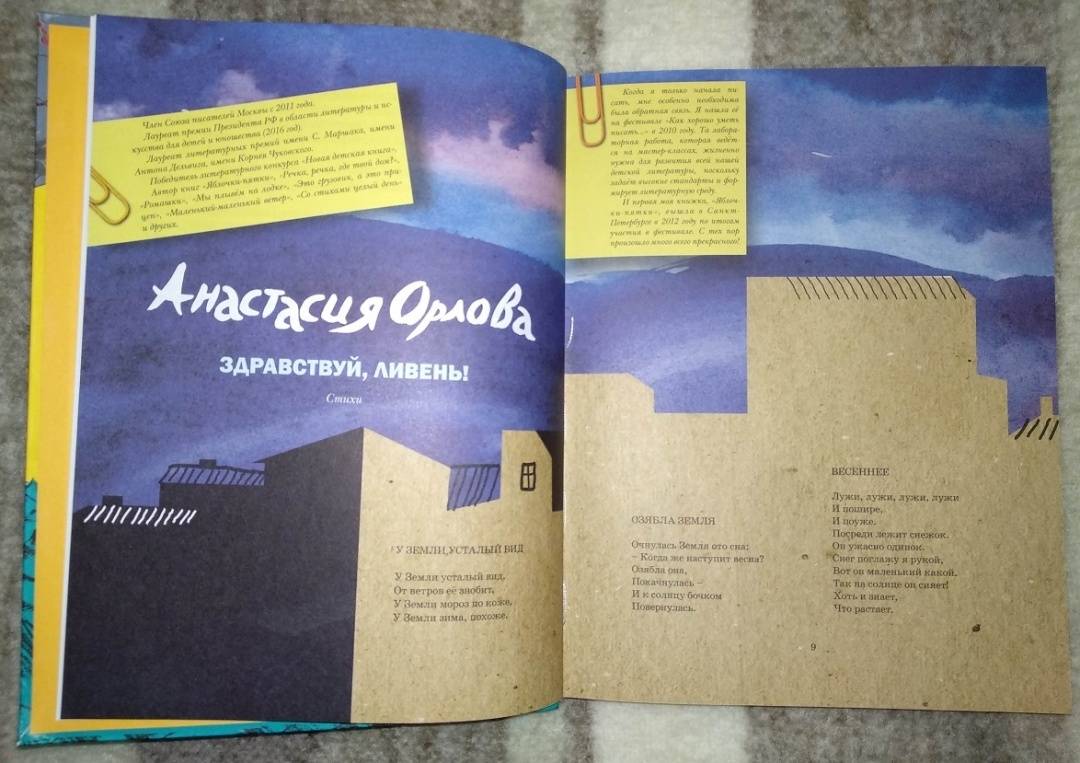 Член Союза писателей Москвы с 2011 года.
Лауреат премии Президента РФ в области литературы и ис-
кусства для детей и юношества (2016 год).
Лауреат литературных премий имени С. Маршака, имени
Антона Дельвига, имени Корнея Чуковского.
Победитель литературного конкурса «Новая детская книга».
Автор книг «Яблочки-пятки», «Речка, речка, где твой дом?»,
«Ромашки», «Мы плывём на лодке», «Это грузовик, а это при-
цеп», «Маленький-маленький ветер», «Со стихами целый день»
и других.
Анастасия Орлова
ЗДРАВСТВУЙ, ЛИВЕНЬ!
Стихи
У ЗЕМЛИ УСТАЛЫЙ ВИД
У Земли усталый вид,
От ветров её знобит,
У Земли мороз по коже,
У Земли зима, похоже.
Когда я только начала пи-
сать, мне особенно необходима
была обратная связь. Я нашла её
на фестивале «Как хорошо уметь
писать...» в 2010 году. Та лабора-
торная работа, которая ведёт-
ся на мастер-классах, жизненно
нужна для развития всей нашей
детской литературы, поскольку
задаёт высокие стандарты и фор-
мирует литературную среду.
И первая моя книжка, «Яблоч-
ки-пятки», вышла в Санкт-
Петербурге в 2012 году по итогам
участия в фестивале. С тех пор
произошло много всего прекрасного!
ОЗЯБЛА ЗЕМЛЯ
Очнулась Земля ото сна:
– Когда же наступит весна?
Озябла она,
Покачнулась –
И к солнцу бочком
Повернулась.
ВЕСЕННЕЕ
Лужи, лужи, лужи, лужи
И пошире,
И поуже.
Посреди лежит снежок.
Он ужасно одинок.
Снег поглажу я рукой,
Вот он маленький какой.
Так на солнце он сияет!
Хоть и знает,
Что растает.
9